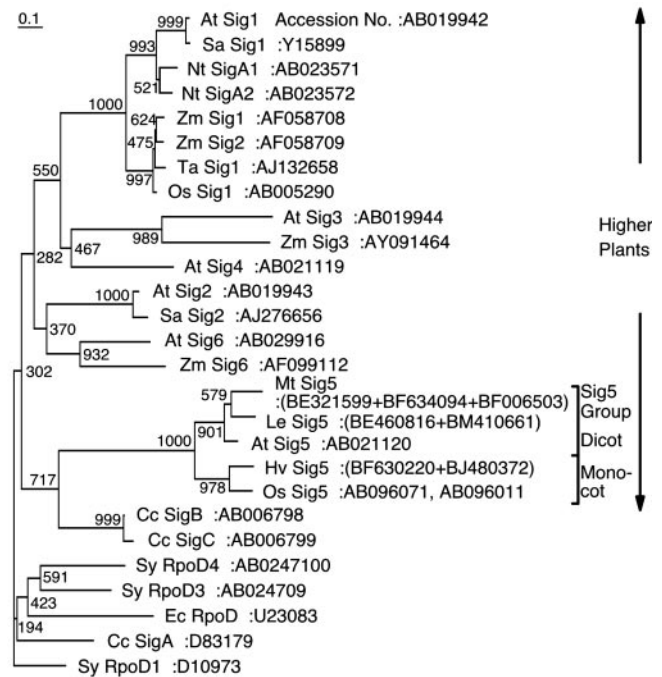 0.1
999 At Sig1 Accession No. :AB019942
993 Sa Sig1 :Y15899
Nt SigA1 :AB023571
521 Nt SigA2 :AB023572
1000 624 Zm Sig1 :AF058708
475 Zm Sig2 :AF058709
Ta Sig1 :AJ132658
997 Os Sig1 :AB005290
550
At Sig3 :AB019944
Higher
989 Zm Sig3 :AY091464
Plants
467
282 At Sig4 :AB021119
1000 At Sig2 :AB019943
Sa Sig2 :AJ276656
370 At Sig6 :AB029916
932
Zm Sig6 :AF099112
302
Mt Sig5
579 :(BE321599+BF634094+BF006503)
Sig5
Group
Le Sig5 :(BE460816+BM410661)
1000 901 At Sig5 :AB021120
Dicot
Hv Sig5 :(BF630220+BJ480372)
Mono-
cot
717 978 Os Sig5 :AB096071, AB096011
999 Cc SigB :AB006798
Cc SigC :AB006799
Sy RpoD4 :AB0247100
591
Sy RpoD3 :AB024709
423
Ec RpoD :U23083
194
Cc SigA :D83179
Sy RpoD1 :D10973